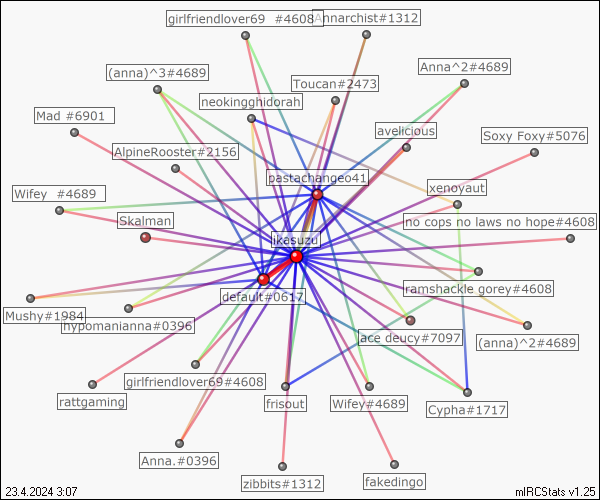 girlfriendlover69 #4608
Annarchist#1312
(anna)^3#4689
Anna^2#4689
Toucan#2473
neokingghidorah
Mad #6901
avelicious
Soxy Foxy#5076
AlpineRooster#2156
pastachangeo41
xenoyaut
Wifey #4689
Skalman
no cops no laws no hope#4608
likesuzu
ramshackle gorey#4608
default#0617
Mushy#1984
hypomanianna#0396
ace deucy#7097
(anna)^2#4689
girlfriendlover69#4608
rattgaming
frisout
Wifey#4689
Cypha#1717
Anna.#0396
zibbits#1312
fakedingo
23.4.2024 3:07
mIRCStats v1.25